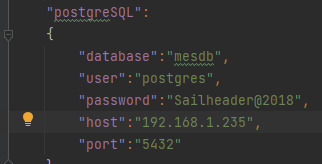 "postgreSQL":
{
"database":"mesdb",
"user":"postgres",
"password":"Sailheader@2018",
"host":"192.168.1.235",
"port":"5432"
}